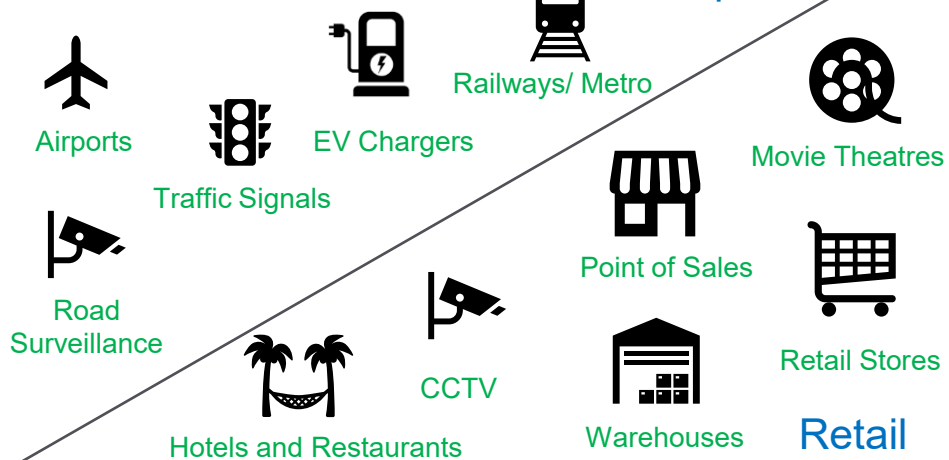 Railways/ Metro
Airports
EV Chargers
Movie Theatres
Traffic Signals
Point of Sales
Road
Surveillance
Retail Stores
CCTV
Hotels and Restaurants
Warehouses
Retail